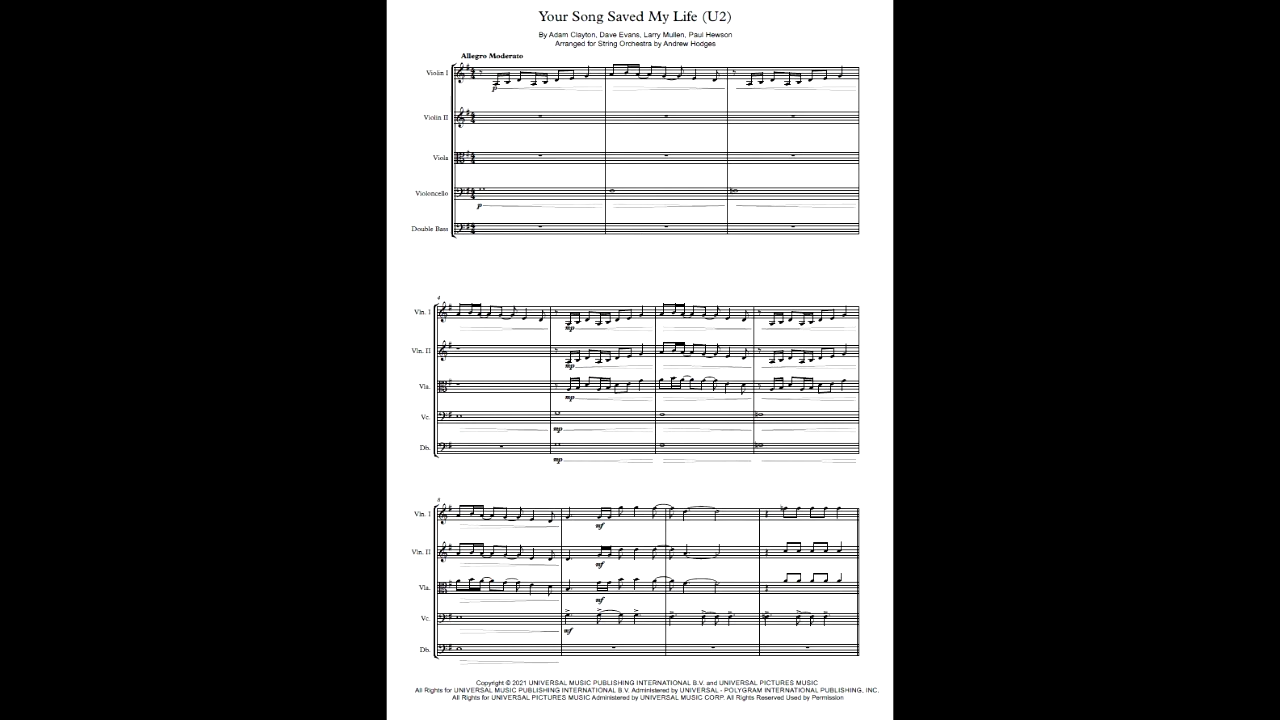 Your Song Saved My Life (U2)
By Adam Clayton, Dave Evans, Larry Mullen, Paul Hewson
Arranged for String Orchestra by Andrew Hodges
Allegro Moderato
Violin I
p
Violin II
Viola
Violoncello
p
Double Bass
4
Vln. I
mp
Vln. II
mp
Vla.
mp
Vc.
mp
Db.
mp
8
Vln. I
mf
Vln. II
mf
Vla.
mf
Vc.
mf
Db.
Copyright © 2021 UNIVERSAL MUSIC PUBLISHING INTERNATIONAL B.V. and UNIVERSAL PICTURES MUSIC
All Rights for UNIVERSAL MUSIC PUBLISHING INTERNATIONAL B.V. Administered by UNIVERSAL - POLYGRAM INTERNATIONAL PUBLISHING, INC.
All Rights for UNIVERSAL PICTURES MUSIC Administered by UNIVERSAL MUSIC CORP. All Rights Reserved Used by Permission